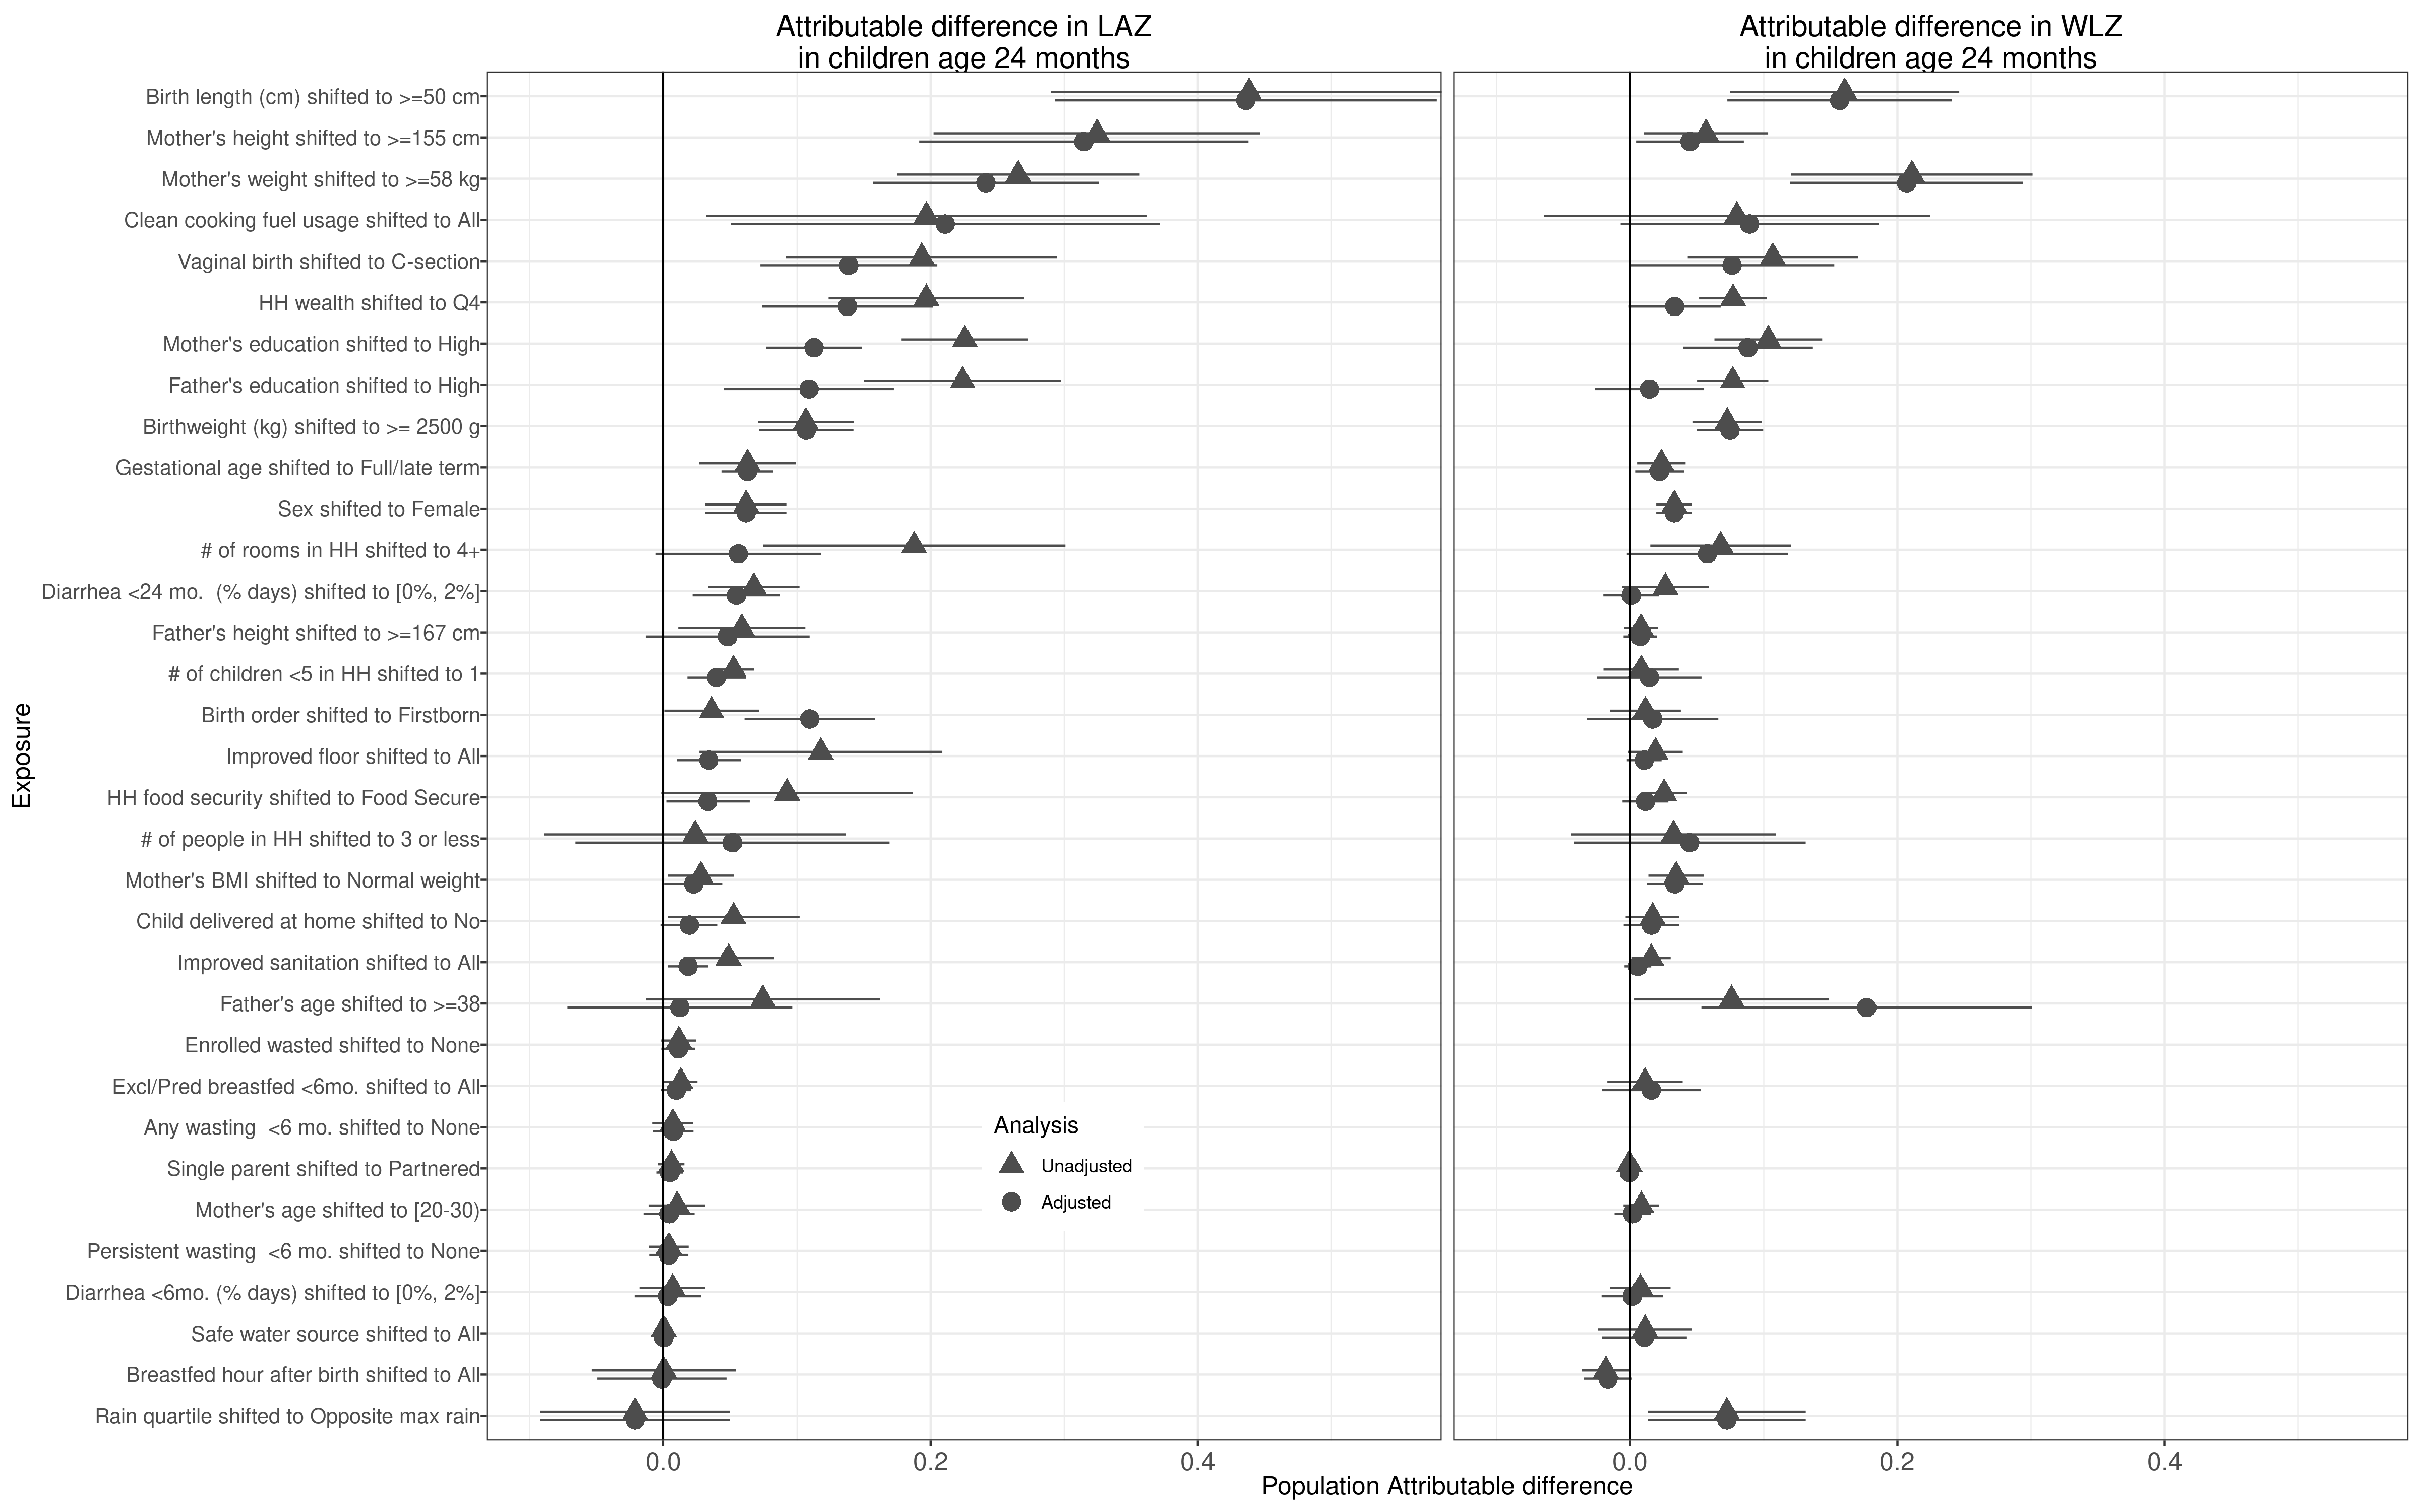 Attributable difference in LAZ
in children age 24 months
Attributable difference in WLZ
in children age 24 months
Exposure
Birth length (cm) shifted to >=50 cm
Mother's height shifted to >=155 cm
Mother's weight shifted to >=58 kg
Clean cooking fuel usage shifted to All
Vaginal birth shifted to C-section
HH wealth shifted to Q4
Mother's education shifted to High
Father's education shifted to High
Birthweight (kg) shifted to >= 2500 g
Gestational age shifted to Full/late term
Sex shifted to Female
# of rooms in HH shifted to 4+
Diarrhea <24 mo.  (% days) shifted to [0%, 2%]
Father's height shifted to >=167 cm
# of children <5 in HH shifted to 1
Birth order shifted to Firstborn
Improved floor shifted to All
HH food security shifted to Food Secure
# of people in HH shifted to 3 or less
Mother's BMI shifted to Normal weight
Child delivered at home shifted to No
Improved sanitation shifted to All
Father's age shifted to >=38
Enrolled wasted shifted to None
Excl/Pred breastfed <6mo. shifted to All
Any wasting  <6 mo. shifted to None
Single parent shifted to Partnered
Mother's age shifted to [20-30)
Persistent wasting  <6 mo. shifted to None
Diarrhea <6mo. (% days) shifted to [0%, 2%]
Safe water source shifted to All
Breastfed hour after birth shifted to All
Rain quartile shifted to Opposite max rain
Analysis
Unadjusted
Adjusted
0.0 0.2 0.4
0.0 0.2 0.4
Population Attributable difference